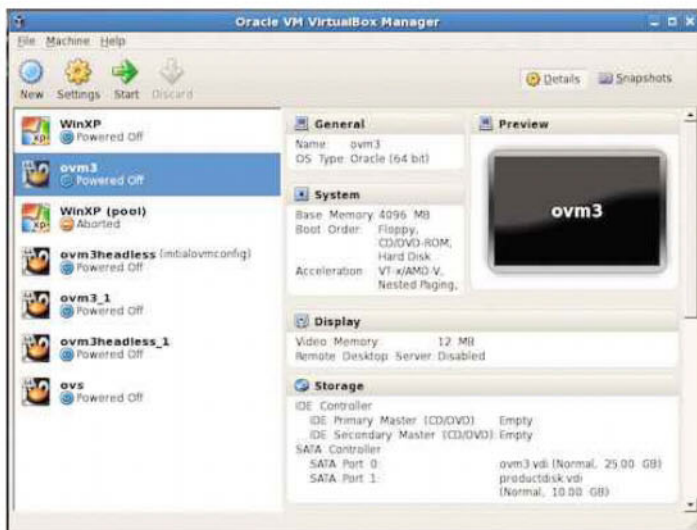 Oracle VM VirtualBox Manager
File Machine Help
New Settings Start Discard
Details Snapshots
WinXP
Powered Off
ovm3
Powered Off
WinXP (pool)
Aborted
ovm3headless (initialovmconfig)
Powered Off
ovm3_1
Powered Off
ovm3headless_1
Powered Off
ovs
Powered Off
General
Name ovm3
OS Type Oracle (64 bit)
System
Base Memory 4096 MB
Boot Order Floppy,
CD/DVD-ROM,
Hard Disk
Acceleration VT-x/AMD-V,
Nested Paging,
Preview
ovm3
Display
Video Memory 12 MB
Remote Desktop Server Disabled
Storage
IDE Controller
IDE Primary Master (CD/DVD) Empty
IDE Secondary Master (CD/DVD) Empty
SATA Controller
SATA Port 0 ovm3.vdi (Normal, 25.00 GB)
SATA Port 1 productdisk.vdi
(Normal, 10.00 GB)